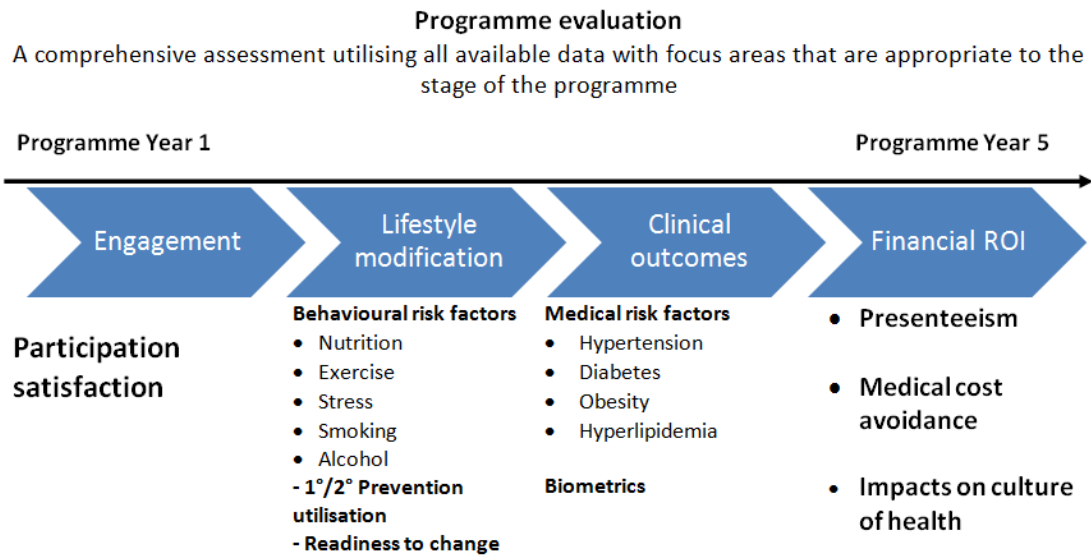 Programme evaluation
A comprehensive assessment utilising all available data with focus areas that are appropriate to the
stage of the programme
Programme Year 1
Programme Year 5
Engagement
Lifestyle
modification
Clinical
outcomes
Financial ROI
Participation
satisfaction
Behavioural risk factors
• Nutrition
• Exercise
• Stress
• Smoking
• Alcohol
- 1°/2° Prevention
utilisation
- Readiness to change
Medical risk factors
• Hypertension
• Diabetes
• Obesity
• Hyperlipidemia
Biometrics
• Presenteeism
• Medical cost
avoidance
• Impacts on culture
of health